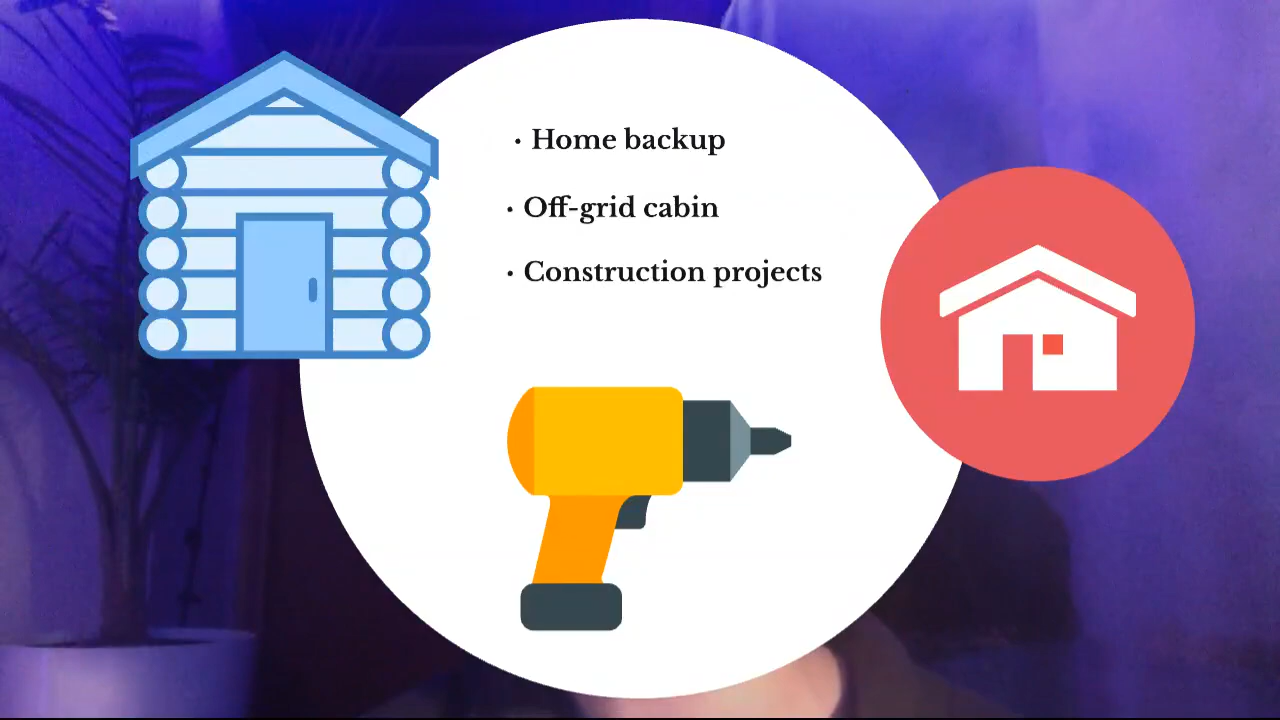 • Home backup
• Off-grid cabin
• Construction projects